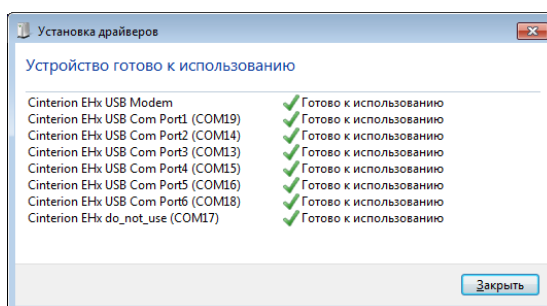 Установка драйверов
Устройство готово к использованию
Cinterion EHx USB Modem Готово к использованию
Cinterion EHx USB Com Port1 (COM19) Готово к использованию
Cinterion EHx USB Com Port2 (COM14) Готово к использованию
Cinterion EHx USB Com Port3 (COM13) Готово к использованию
Cinterion EHx USB Com Port4 (COM15) Готово к использованию
Cinterion EHx USB Com Port5 (COM16) Готово к использованию
Cinterion EHx USB Com Port6 (COM18) Готово к использованию
Cinterion EHx do_not_use (COM17) Готово к использованию
Закрыть